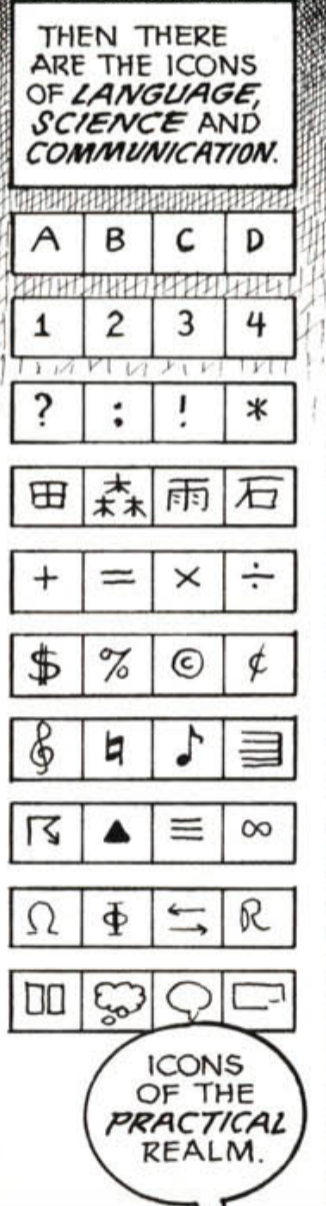 THEN THERE
ARE THE ICONS
OF LANGUAGE,
SCIENCE AND
COMMUNICATION.
A B C D
1 2 3 4
? : ! *
田 森 雨 石
+ = × ÷
$ % © ¢
𝄞 ♮ ♪
▲ ≡ ∞
Ω Φ ⇆ R
ICONS
OF THE
PRACTICAL
REALM.